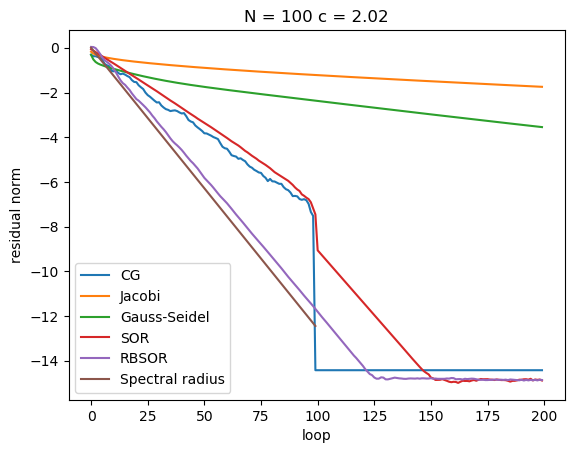 N = 100 c = 2.02
residual norm
0
−2
−4
−6
−8
−10
−12
−14
CG
Jacobi
Gauss-Seidel
SOR
RBSOR
Spectral radius
0
25
50
75
100
125
150
175
200
loop